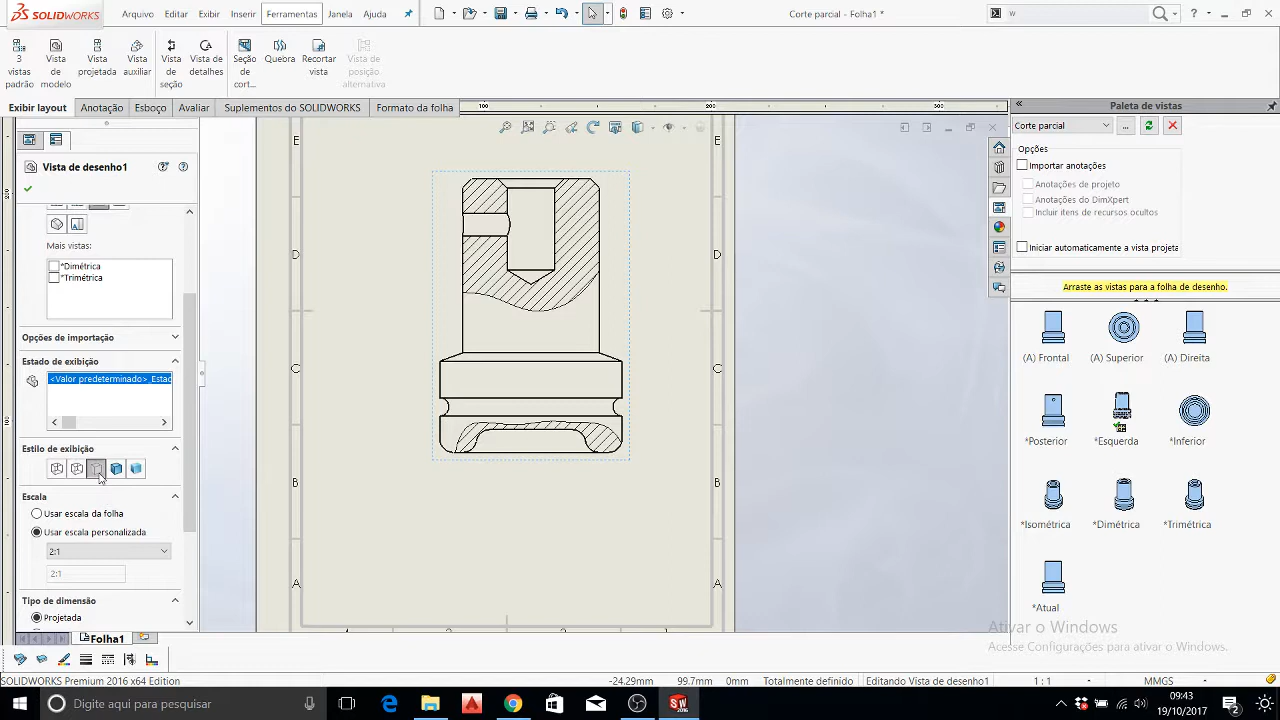 SOLIDWORKS
Arquivo Editar Exibir Inserir Ferramentas Janela Ajuda
Corte parcial - Folha1 *
w
3 vistas padrão
Vista de modelo
Vista projetada
Vista auxiliar
Vista de seção
Vista de detalhes
Seção de cort...
Quebra
Recortar vista
Vista de posição alternativa
Exibir layout Anotação Esboço Avaliar Suplementos do SOLIDWORKS Formato da folha
100 200 300
Vista de desenho1
Mais vistas:
*Dimétrica
*Trimétrica
Opções de importação
Estado de exibição
<Valor predeterminado>_Estad
Estilo de exibição
Escala
Usar escala da folha
Usar escala personalizada
2:1
2:1
Tipo de dimensão
Projetada
Folha1
E E
D D
C C
B B
A A
Paleta de vistas
Corte parcial
...
Opções
Importar anotações
Anotações de projeto
Anotações do DimXpert
Incluir itens de recursos ocultos
Iniciar automaticamente a vista projeta
Arraste as vistas para a folha de desenho.
(A) Frontal (A) Superior (A) Direita
*Posterior *Esquerda *Inferior
*Isométrica *Dimétrica *Trimétrica
*Atual
Ativar o Windows
Acesse Configurações para ativar o Windows.
SOLIDWORKS Premium 2016 x64 Edition
-24.29mm 99.7mm 0mm Totalmente definido Editando Vista de desenho1 1 : 1 MMGS
Digite aqui para pesquisar
09:43
19/10/2017
2